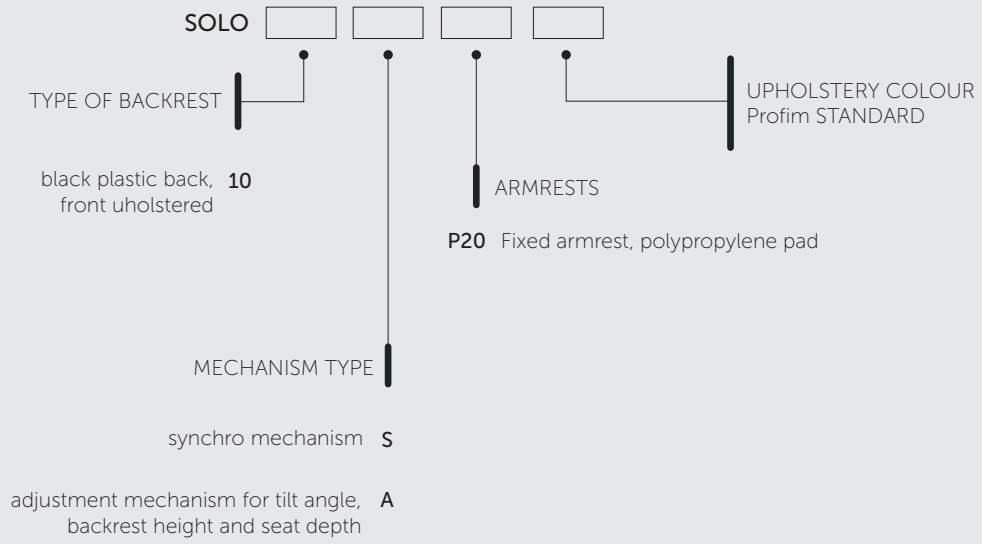 SOLO
TYPE OF BACKREST
black plastic back, 10
front uholstered
UPHOLSTERY COLOUR
Profim STANDARD
ARMRESTS
P20 Fixed armrest, polypropylene pad
MECHANISM TYPE
synchro mechanism S
adjustment mechanism for tilt angle, A
backrest height and seat depth